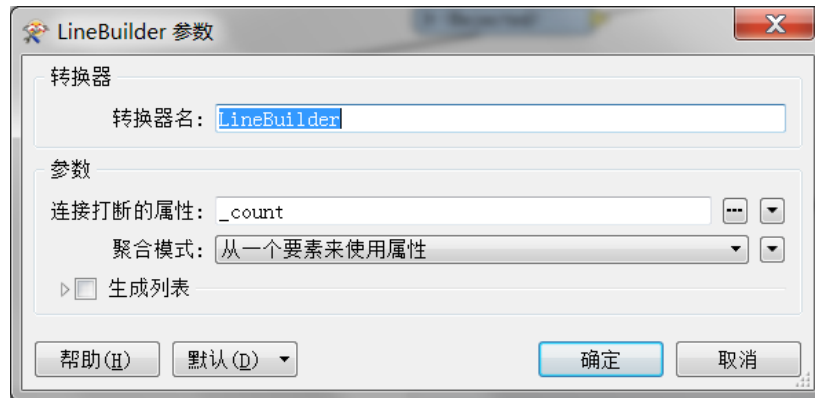 LineBuilder 参数
转换器
转换器名: LineBuilder
参数
连接打断的属性: _count
聚合模式: 从一个要素来使用属性
生成列表
帮助(H) 默认(D) 确定 取消